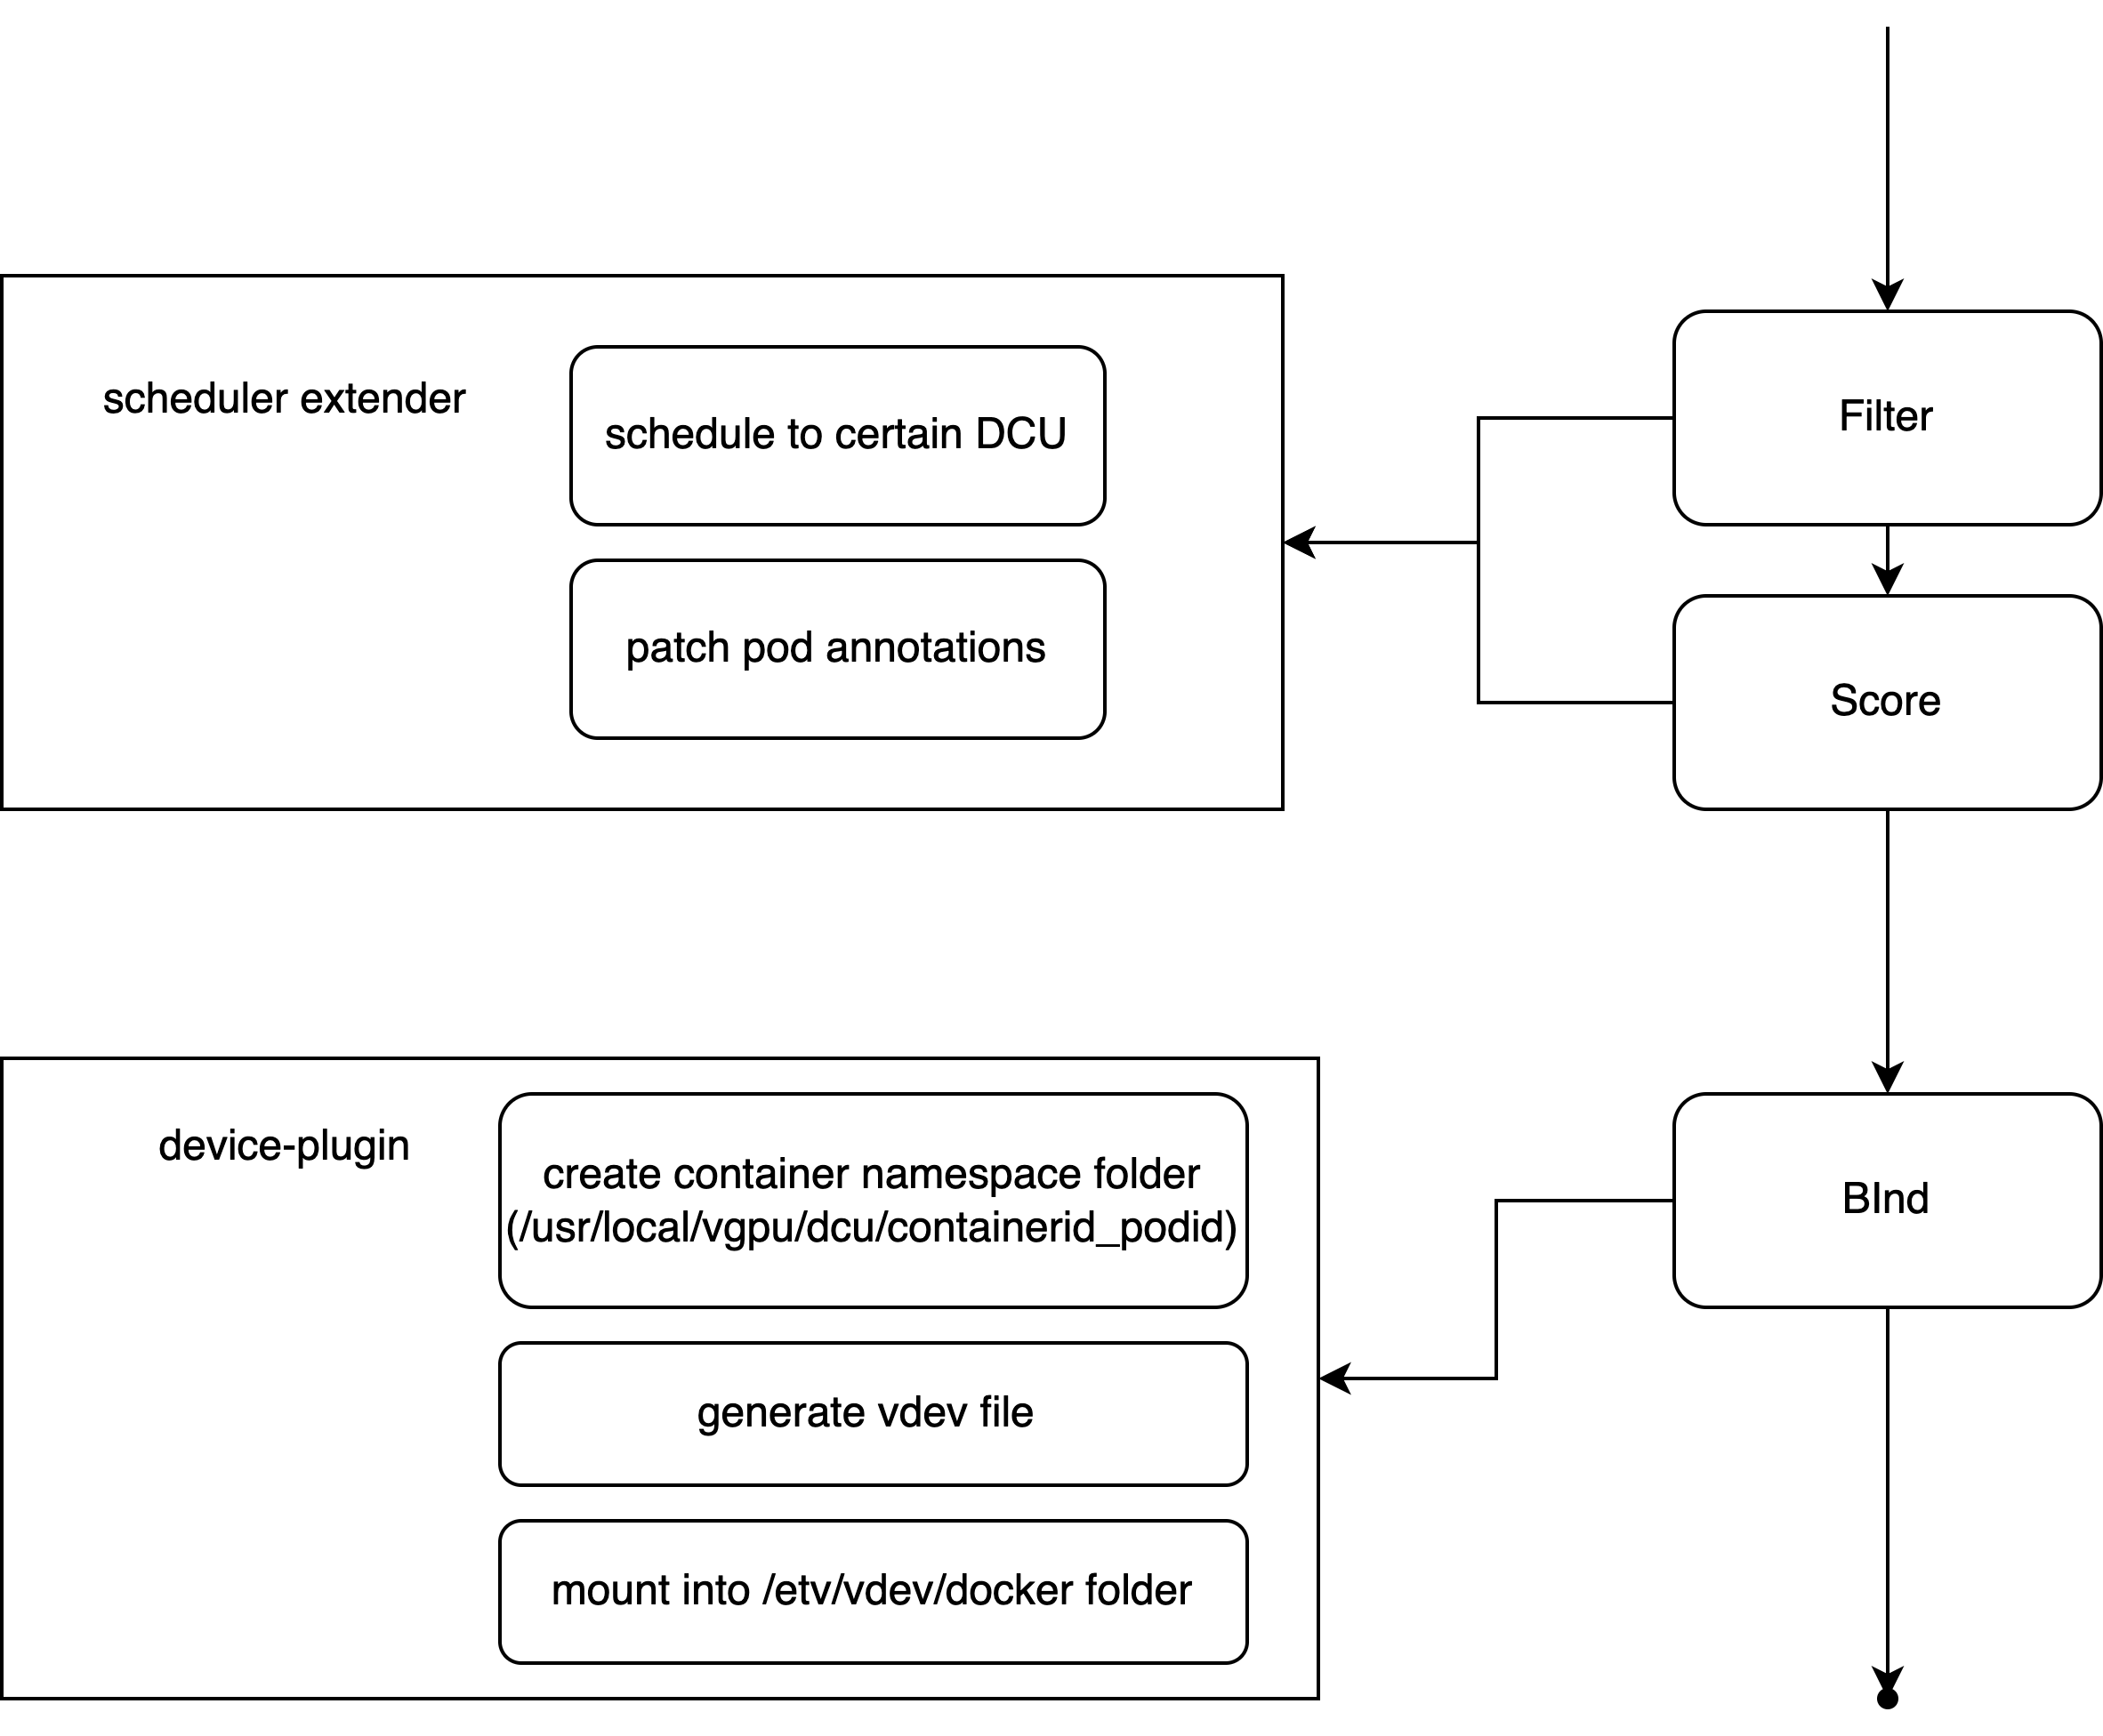 scheduler extender
schedule to certain DCU
patch pod annotations
Filter
Score
device-plugin
create container namespace folder
(/usr/local/vgpu/dcu/containerid_podid)
generate vdev file
mount into /etv/vdev/docker folder
BInd